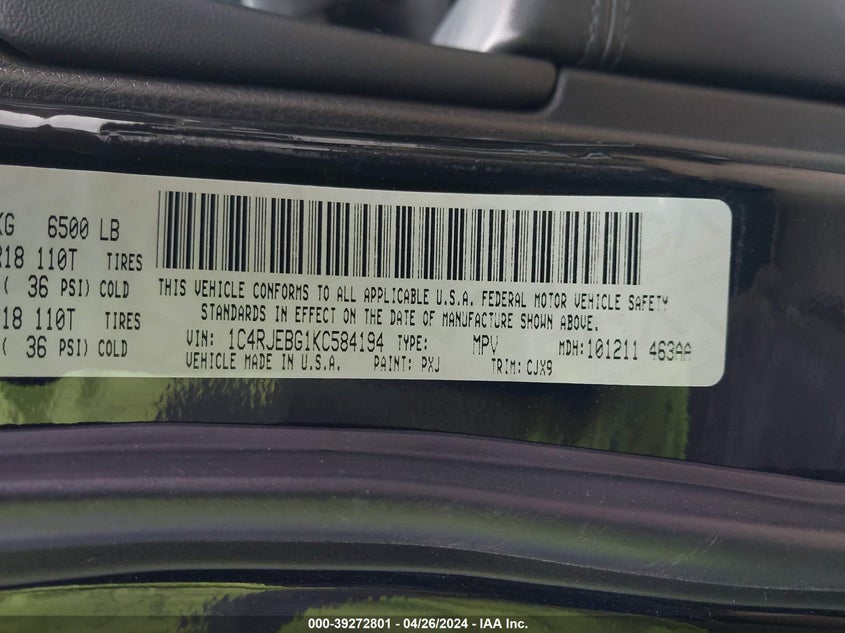 KG 6500 LB
R18 110T TIRES
( 36 PSI) COLD
18 110T TIRES
( 36 PSI) COLD
THIS VEHICLE CONFORMS TO ALL APPLICABLE U.S.A. FEDERAL MOTOR VEHICLE SAFETY
STANDARDS IN EFFECT ON THE DATE OF MANUFACTURE SHOWN ABOVE.
VIN: 1C4RJEBG1KC584194 TYPE: MPV MDH: 101211 463AA
VEHICLE MADE IN U.S.A. PAINT: PXJ TRIM: CJX9
000-39272801 - 04/26/2024 - IAA Inc.